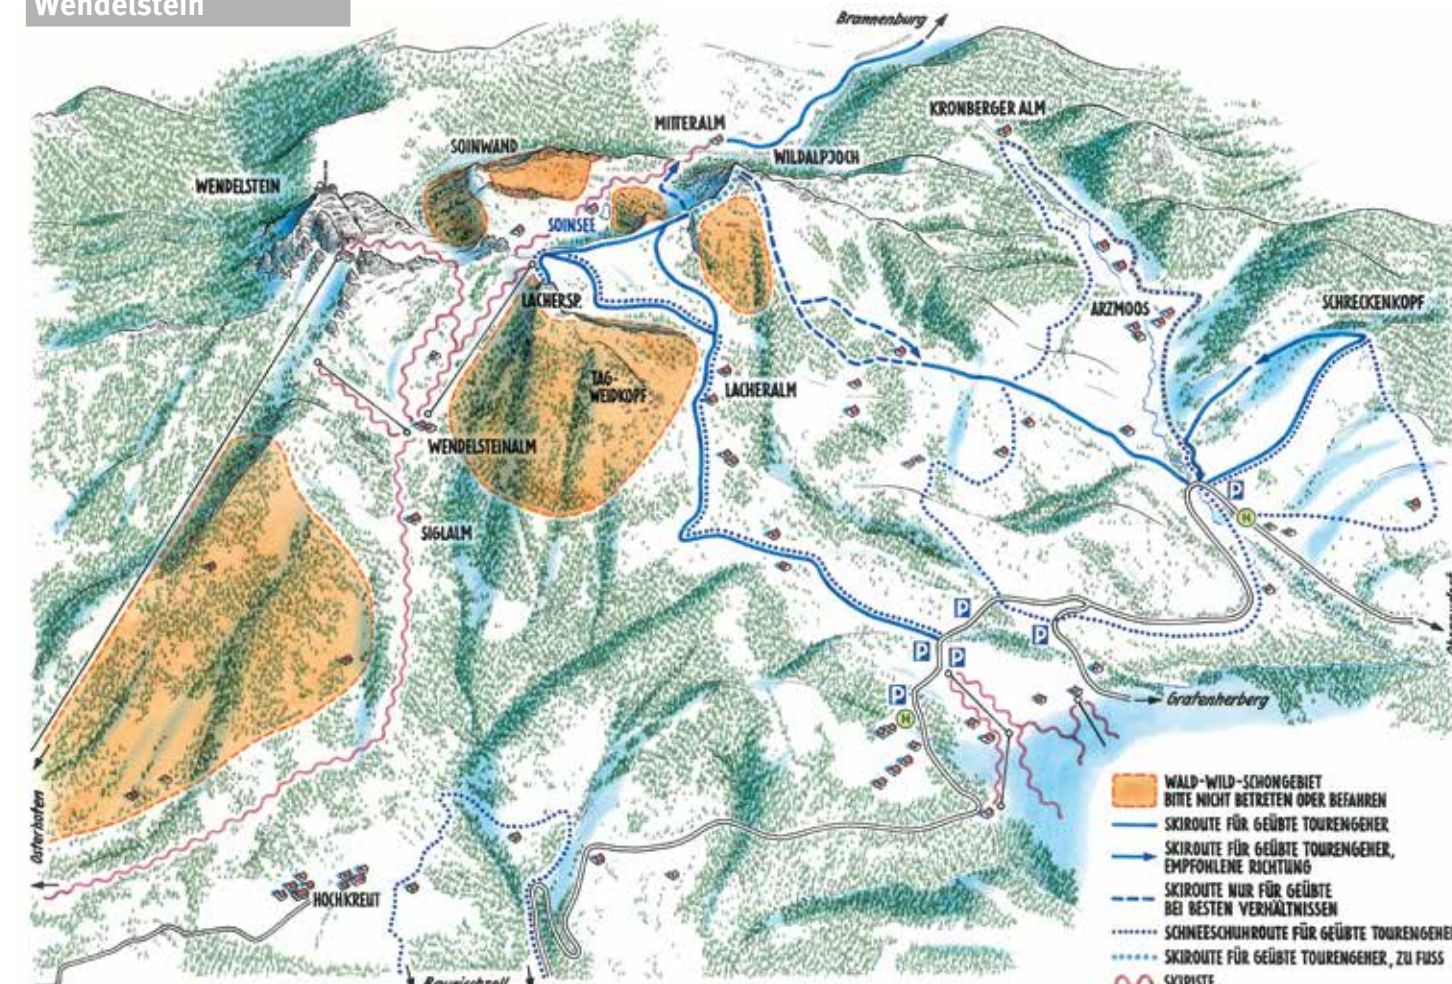 Wendelstein
Brannenburg
KRONBERGER ALM
MITTERALM
SOINWAND
WILDALPJOCH
WENDELSTEIN
SOINSEE
LACHERSP.
ARZMOOS
SCHRECKENKOPF
TAG-
WEIDKOPF
LACHERALM
WENDELSTEINALM
P
H
SIGLALM
P
P
P
P
Grafenherberg
P
H
Osterhofen
HOCHKREUT
Bayrischzell
WALD-WILD-SCHONGEBIET
BITTE NICHT BETRETEN ODER BEFAHREN
SKIROUTE FÜR GEÜBTE TOURENGEHER
SKIROUTE FÜR GEÜBTE TOURENGEHER,
EMPFOHLENE RICHTUNG
SKIROUTE NUR FÜR GEÜBTE
BEI BESTEN VERHÄLTNISSEN
SCHNEESCHUHROUTE FÜR GEÜBTE TOURENGEHER
SKIROUTE FÜR GEÜBTE TOURENGEHER, ZU FUSS
SKIPISTE